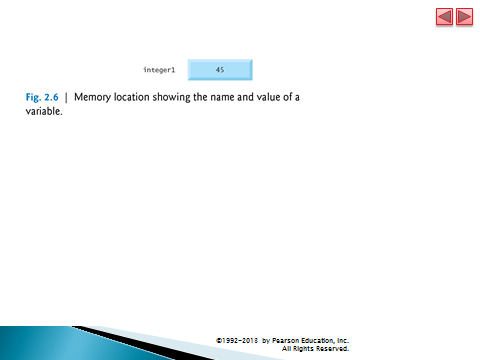 integer1 45
Fig. 2.6 | Memory location showing the name and value of a
variable.
©1992-2018 by Pearson Education, Inc.
All Rights Reserved.